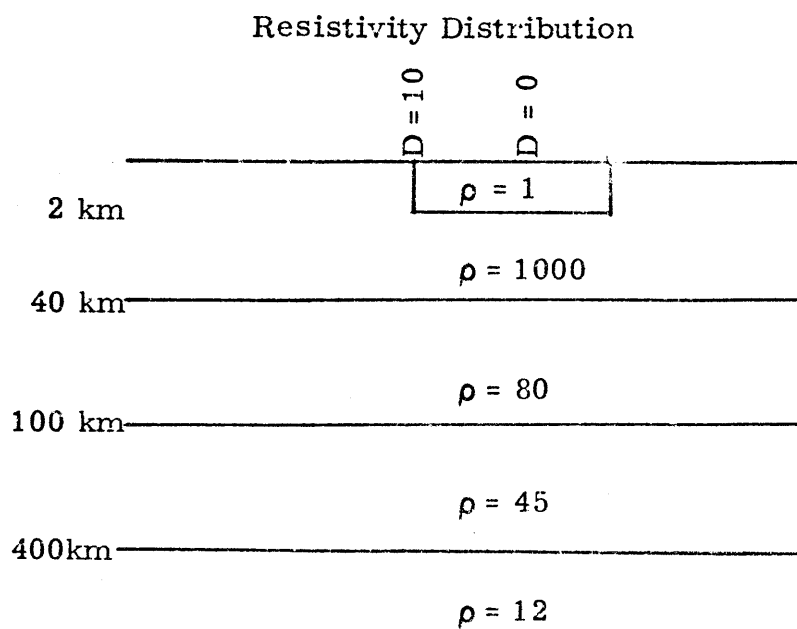 Resistivity Distribution
D = 10
D = 0
ρ = 1
2 km
ρ = 1000
40 km
ρ = 80
100 km
ρ = 45
400km
ρ = 12